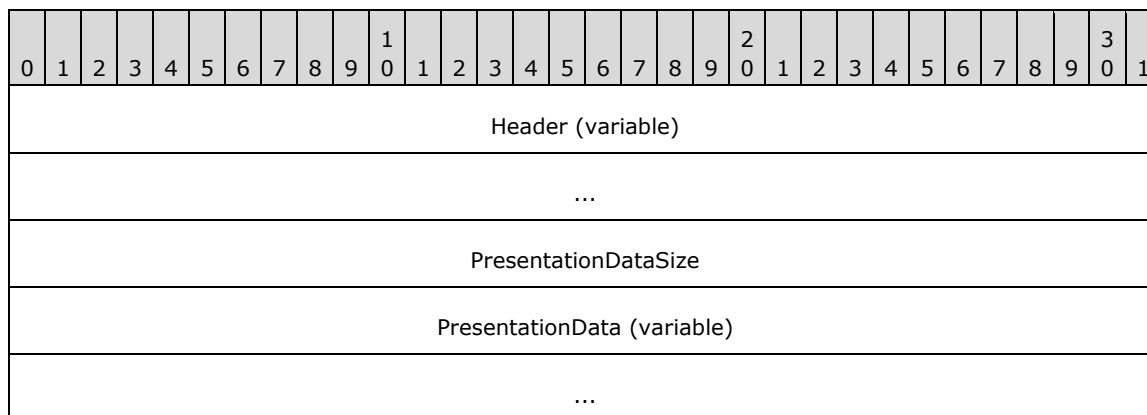 1 2 3
0 1 2 3 4 5 6 7 8 9 0 1 2 3 4 5 6 7 8 9 0 1 2 3 4 5 6 7 8 9 0 1
Header (variable)
...
PresentationDataSize
PresentationData (variable)
...